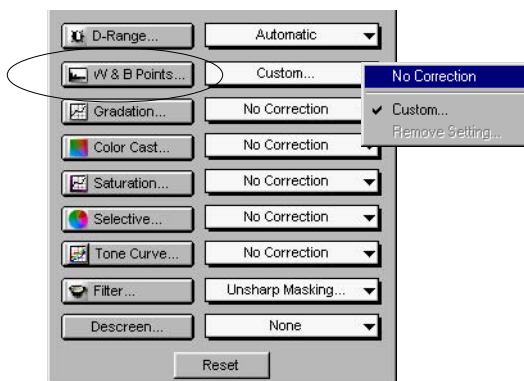 D-Range... Automatic
W & B Points... Custom...
No Correction
✔ Custom...
Remove Setting...
Gradation... No Correction
Color Cast... No Correction
Saturation... No Correction
Selective... No Correction
Tone Curve... No Correction
Filter... Unsharp Masking...
Descreen... None
Reset